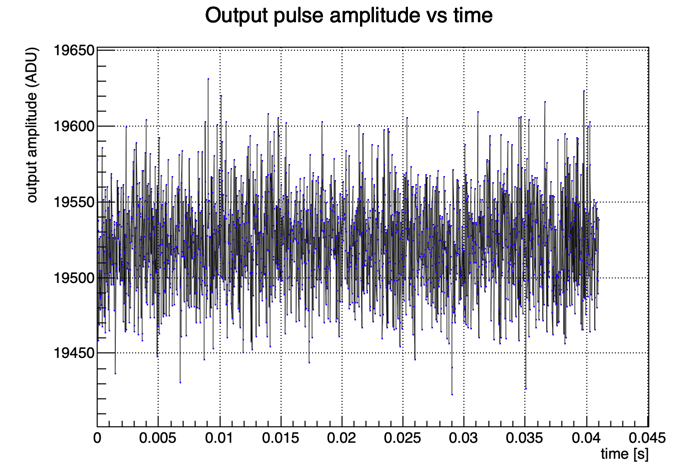 Output pulse amplitude vs time
output amplitude (ADU)
19650
19600
19550
19500
19450
0 0.005 0.01 0.015 0.02 0.025 0.03 0.035 0.04 0.045
time [s]